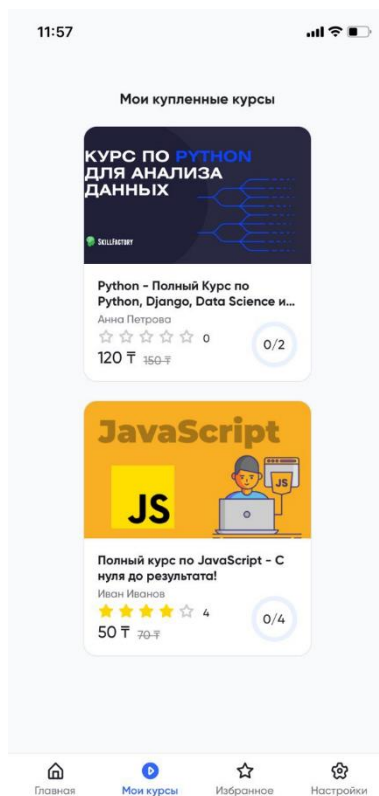 11:57
Мои купленные курсы
КУРС ПО PYTHON
ДЛЯ АНАЛИЗА
ДАННЫХ
SKILLFACTORY
Python - Полный Курс по
Python, Django, Data Science и...
Анна Петрова
0
0/2
120 ₸ 150 ₸
JavaScript
JS
JS
Полный курс по JavaScript - С
нуля до результата!
Иван Иванов
4
0/4
50 ₸ 70 ₸
Главная
Мои курсы
Избранное
Настройки